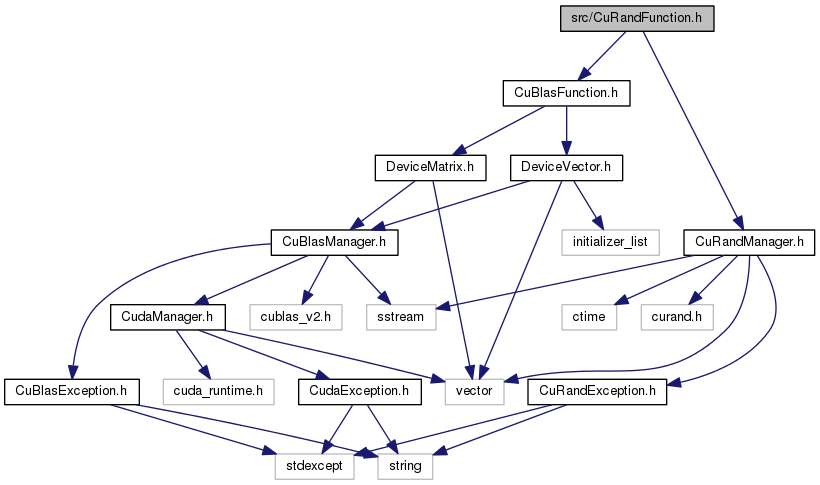 src/CuRandFunction.h
CuBlasFunction.h
DeviceMatrix.h
DeviceVector.h
CuBlasManager.h
initializer_list
CuRandManager.h
CudaManager.h
cublas_v2.h
sstream
ctime
curand.h
CuBlasException.h
cuda_runtime.h
CudaException.h
vector
CuRandException.h
stdexcept
string